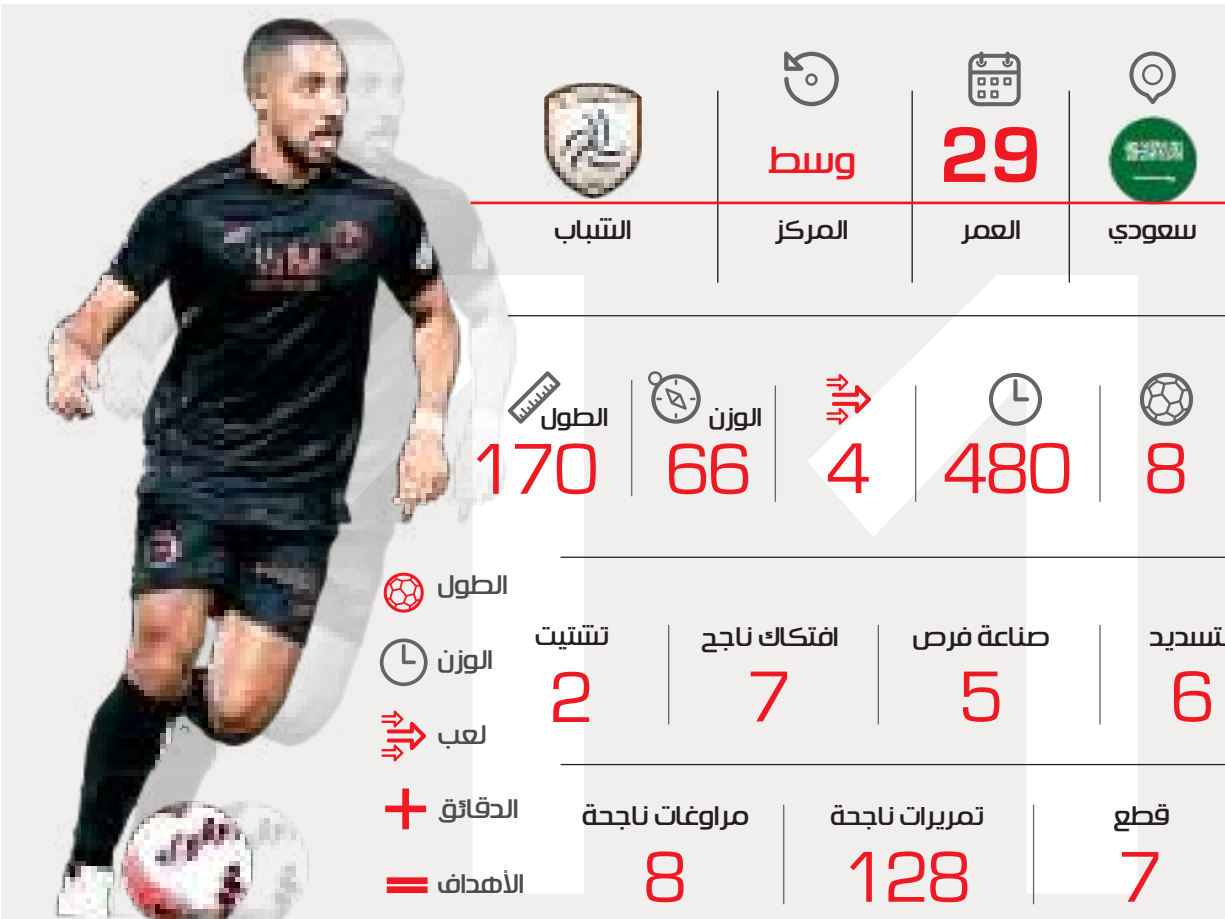 29
وسط
سعودي
العمر
المركز
الشباب
الوزن
الطول
8
480
4
66
170
تسديد
صناعة فرص
افتكاك ناجح
تشتيت
6
5
7
2
قطع
تمريرات ناجحة
مراوغات ناجحة
7
128
8
الطول
الوزن
لعب
الدقائق
الأهداف